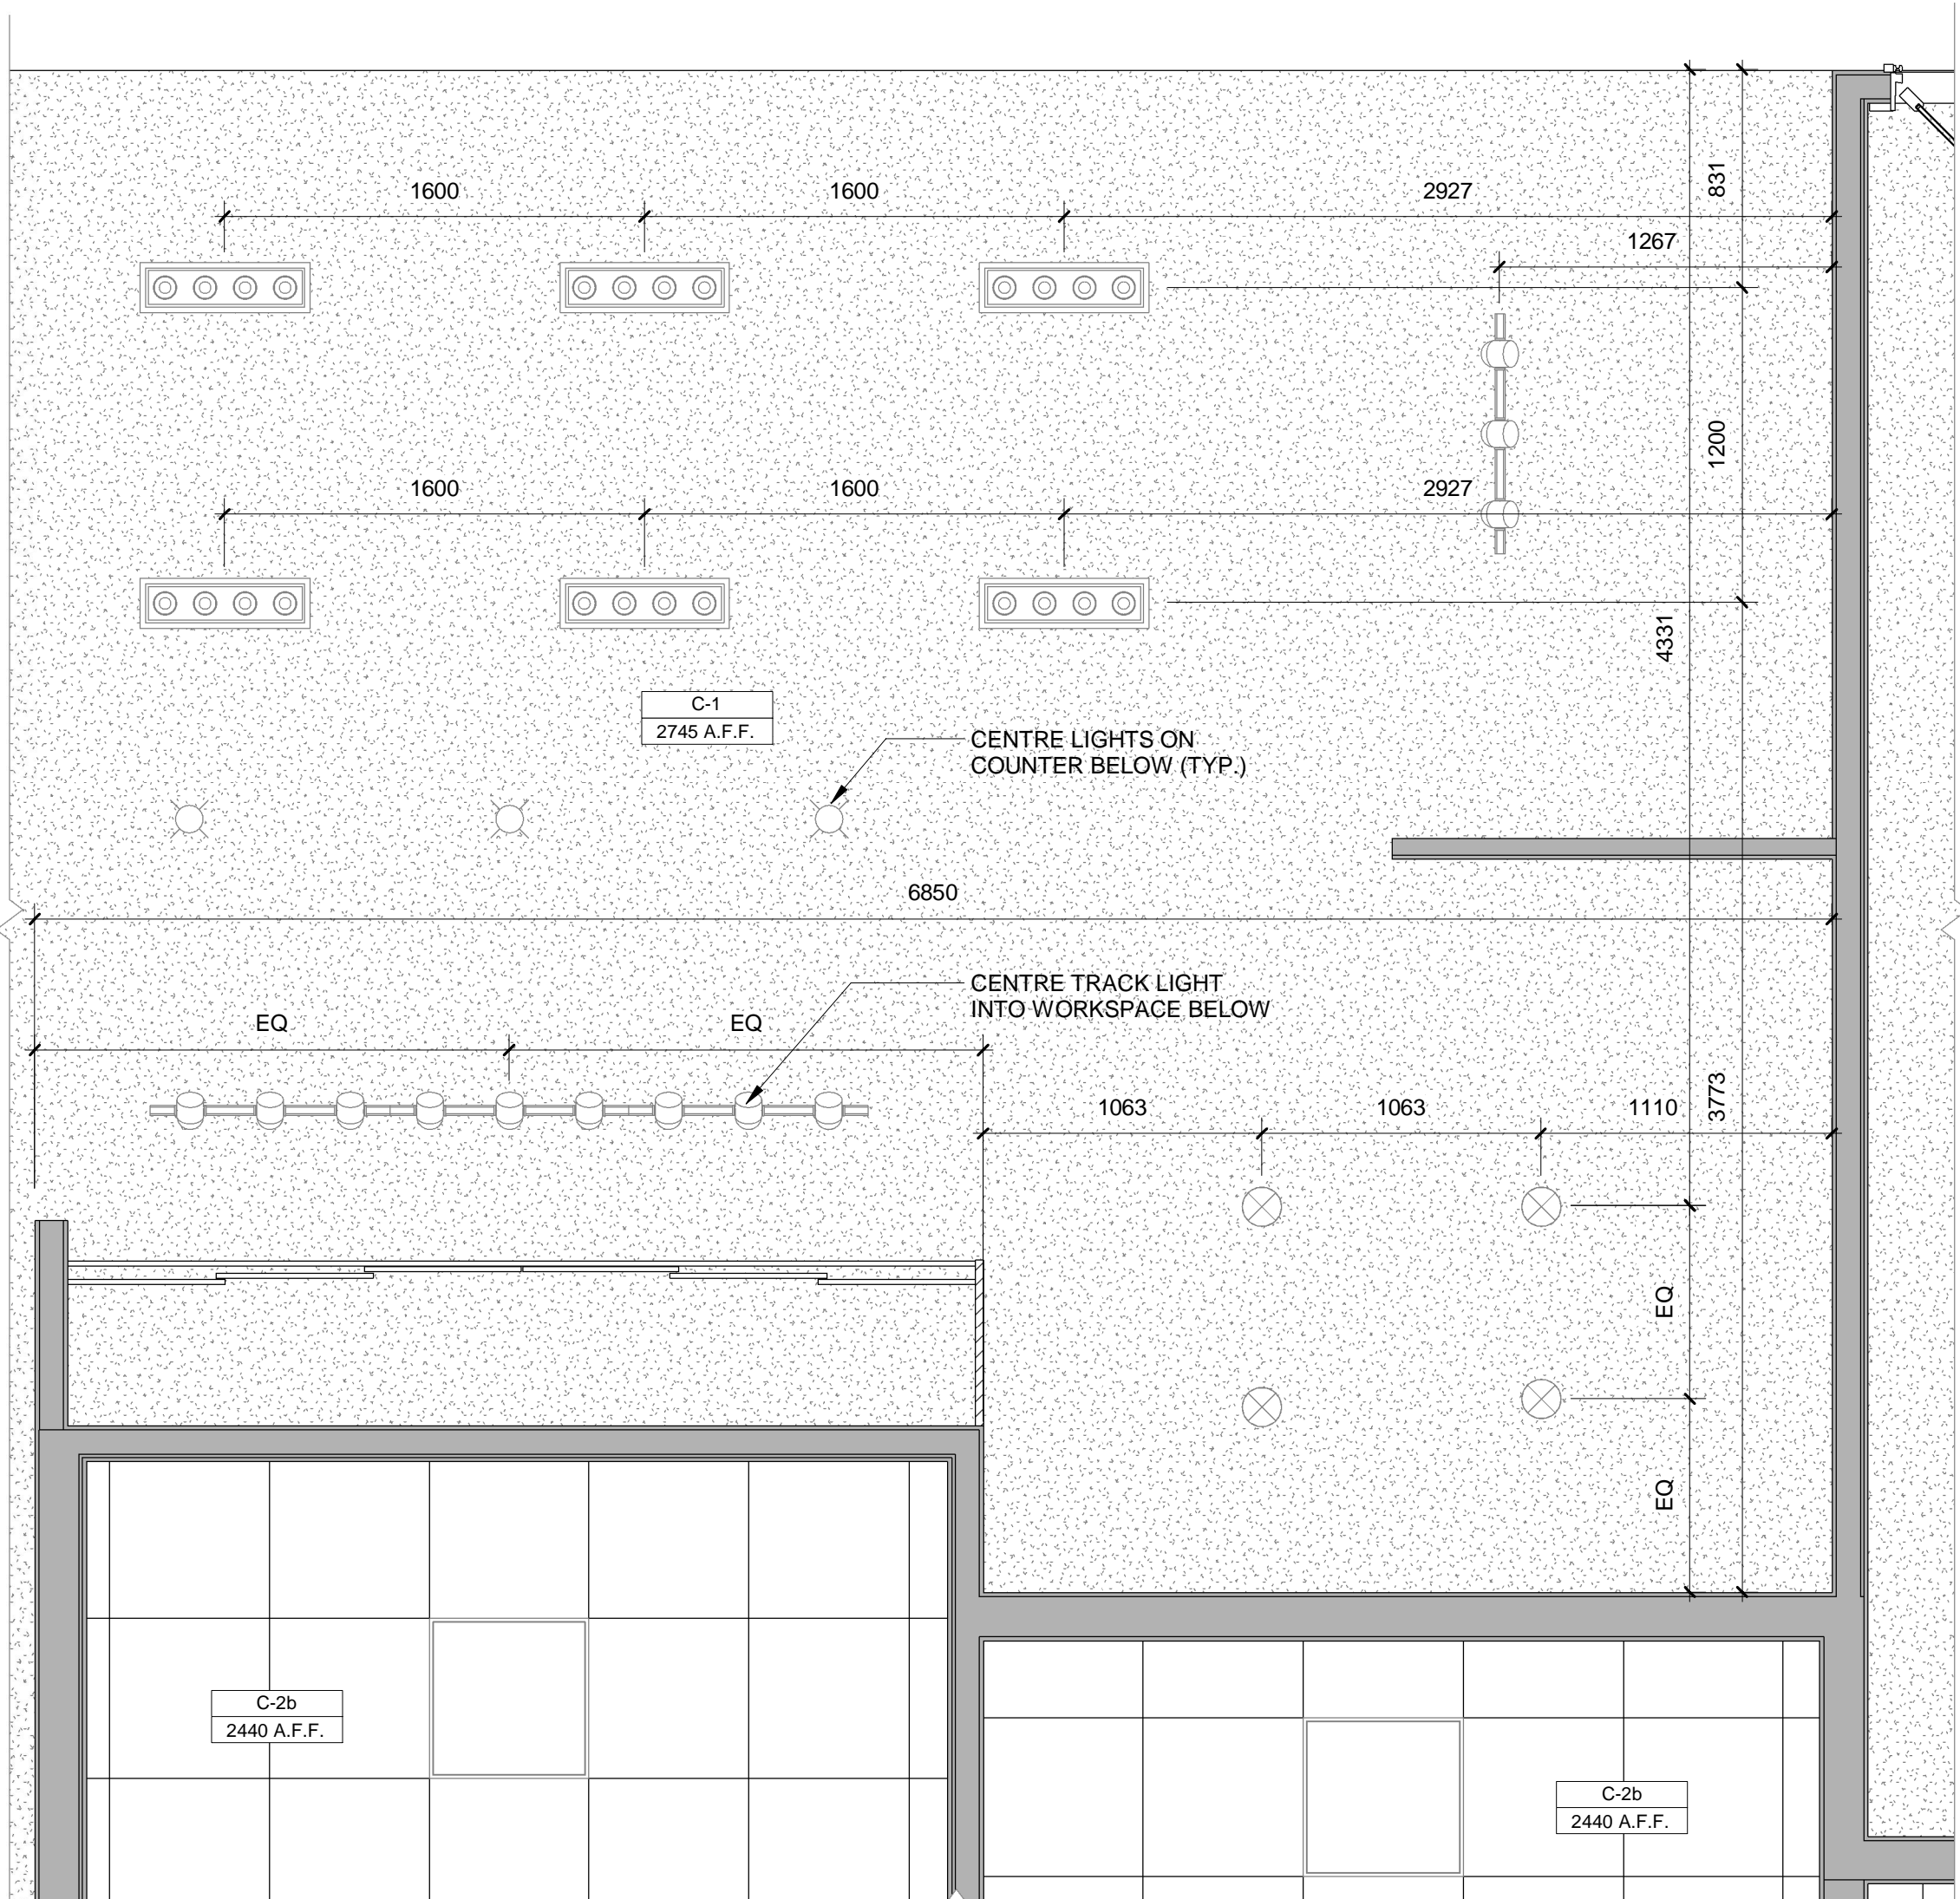 831
1600
1600
2927
1267
1200
1600
1600
2927
4331
C-1
2745 A.F.F.
CENTRE LIGHTS ON
COUNTER BELOW (TYP.)
6850
CENTRE TRACK LIGHT
INTO WORKSPACE BELOW
EQ
EQ
1063
1063
1110
3773
EQ
EQ
C-2b
2440 A.F.F.
C-2b
2440 A.F.F.